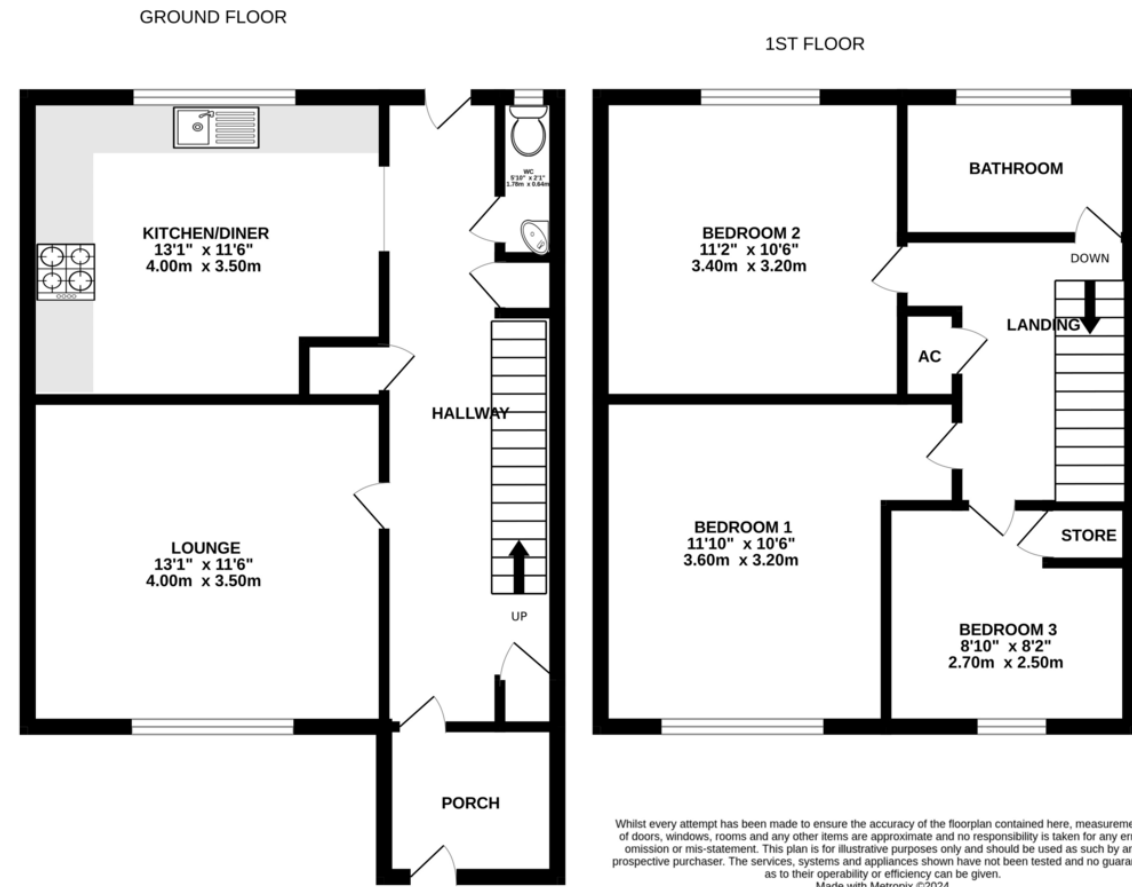 GROUND FLOOR
1ST FLOOR
KITCHEN/DINER
13'1" x 11'6"
4.00m x 3.50m
WC
5'10" x 2'1"
1.78m x 0.64m
HALLWAY
LOUNGE
13'1" x 11'6"
4.00m x 3.50m
UP
PORCH
BATHROOM
BEDROOM 2
11'2" x 10'6"
3.40m x 3.20m
DOWN
LANDING
AC
BEDROOM 1
11'10" x 10'6"
3.60m x 3.20m
STORE
BEDROOM 3
8'10" x 8'2"
2.70m x 2.50m
Whilst every attempt has been made to ensure the accuracy of the floorplan contained here, measureme
of doors, windows, rooms and any other items are approximate and no responsibility is taken for any err
omission or mis-statement. This plan is for illustrative purposes only and should be used as such by an
prospective purchaser. The services, systems and appliances shown have not been tested and no guaran
as to their operability or efficiency can be given.
Made with Metropix ©2024